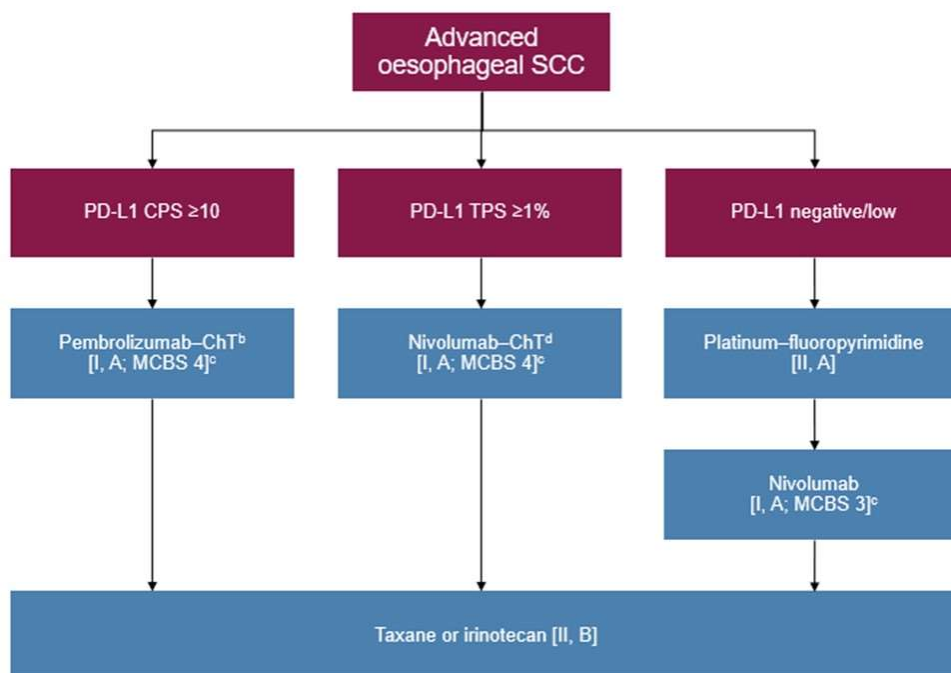 Advanced
oesophageal SCC
PD-L1 CPS ≥10
PD-L1 TPS ≥1%
PD-L1 negative/low
Pembrolizumab–ChTᵇ
[I, A; MCBS 4]ᶜ
Nivolumab–ChTᵈ
[I, A; MCBS 4]ᶜ
Platinum–fluoropyrimidine
[II, A]
Nivolumab
[I, A; MCBS 3]ᶜ
Taxane or irinotecan [II, B]